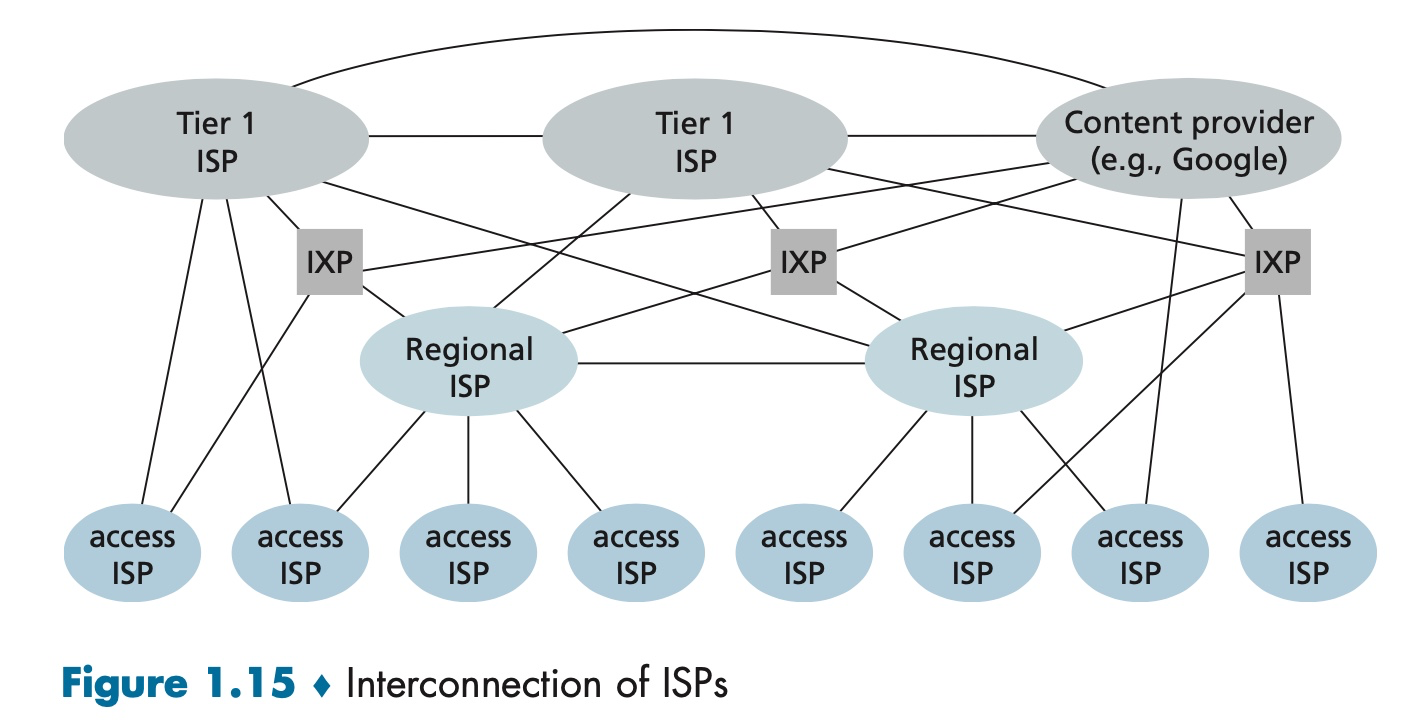 Tier 1
ISP
Tier 1
ISP
Content provider
(e.g., Google)
IXP
IXP
IXP
Regional
ISP
Regional
ISP
access
ISP
access
ISP
access
ISP
access
ISP
access
ISP
access
ISP
access
ISP
access
ISP
Figure 1.15 ♦ Interconnection of ISPs